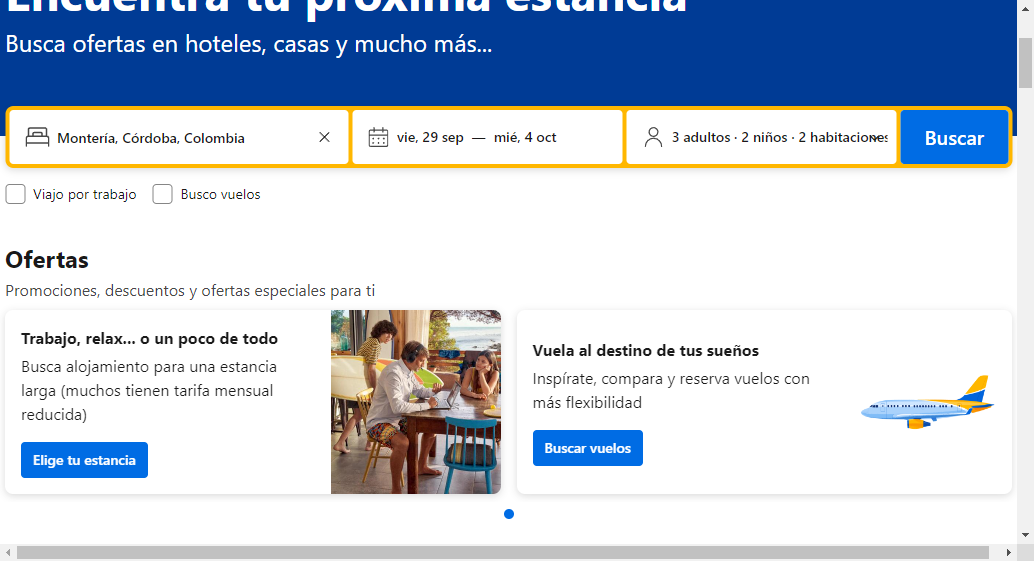 Encuentra tu próxima estancia
Busca ofertas en hoteles, casas y mucho más...
Montería, Córdoba, Colombia
vie, 29 sep — mié, 4 oct
3 adultos · 2 niños · 2 habitaciones
Buscar
Viajo por trabajo
Busco vuelos
Ofertas
Promociones, descuentos y ofertas especiales para ti
Trabajo, relax... o un poco de todo
Busca alojamiento para una estancia
larga (muchos tienen tarifa mensual
reducida)
Elige tu estancia
Vuela al destino de tus sueños
Inspírate, compara y reserva vuelos con
más flexibilidad
Buscar vuelos